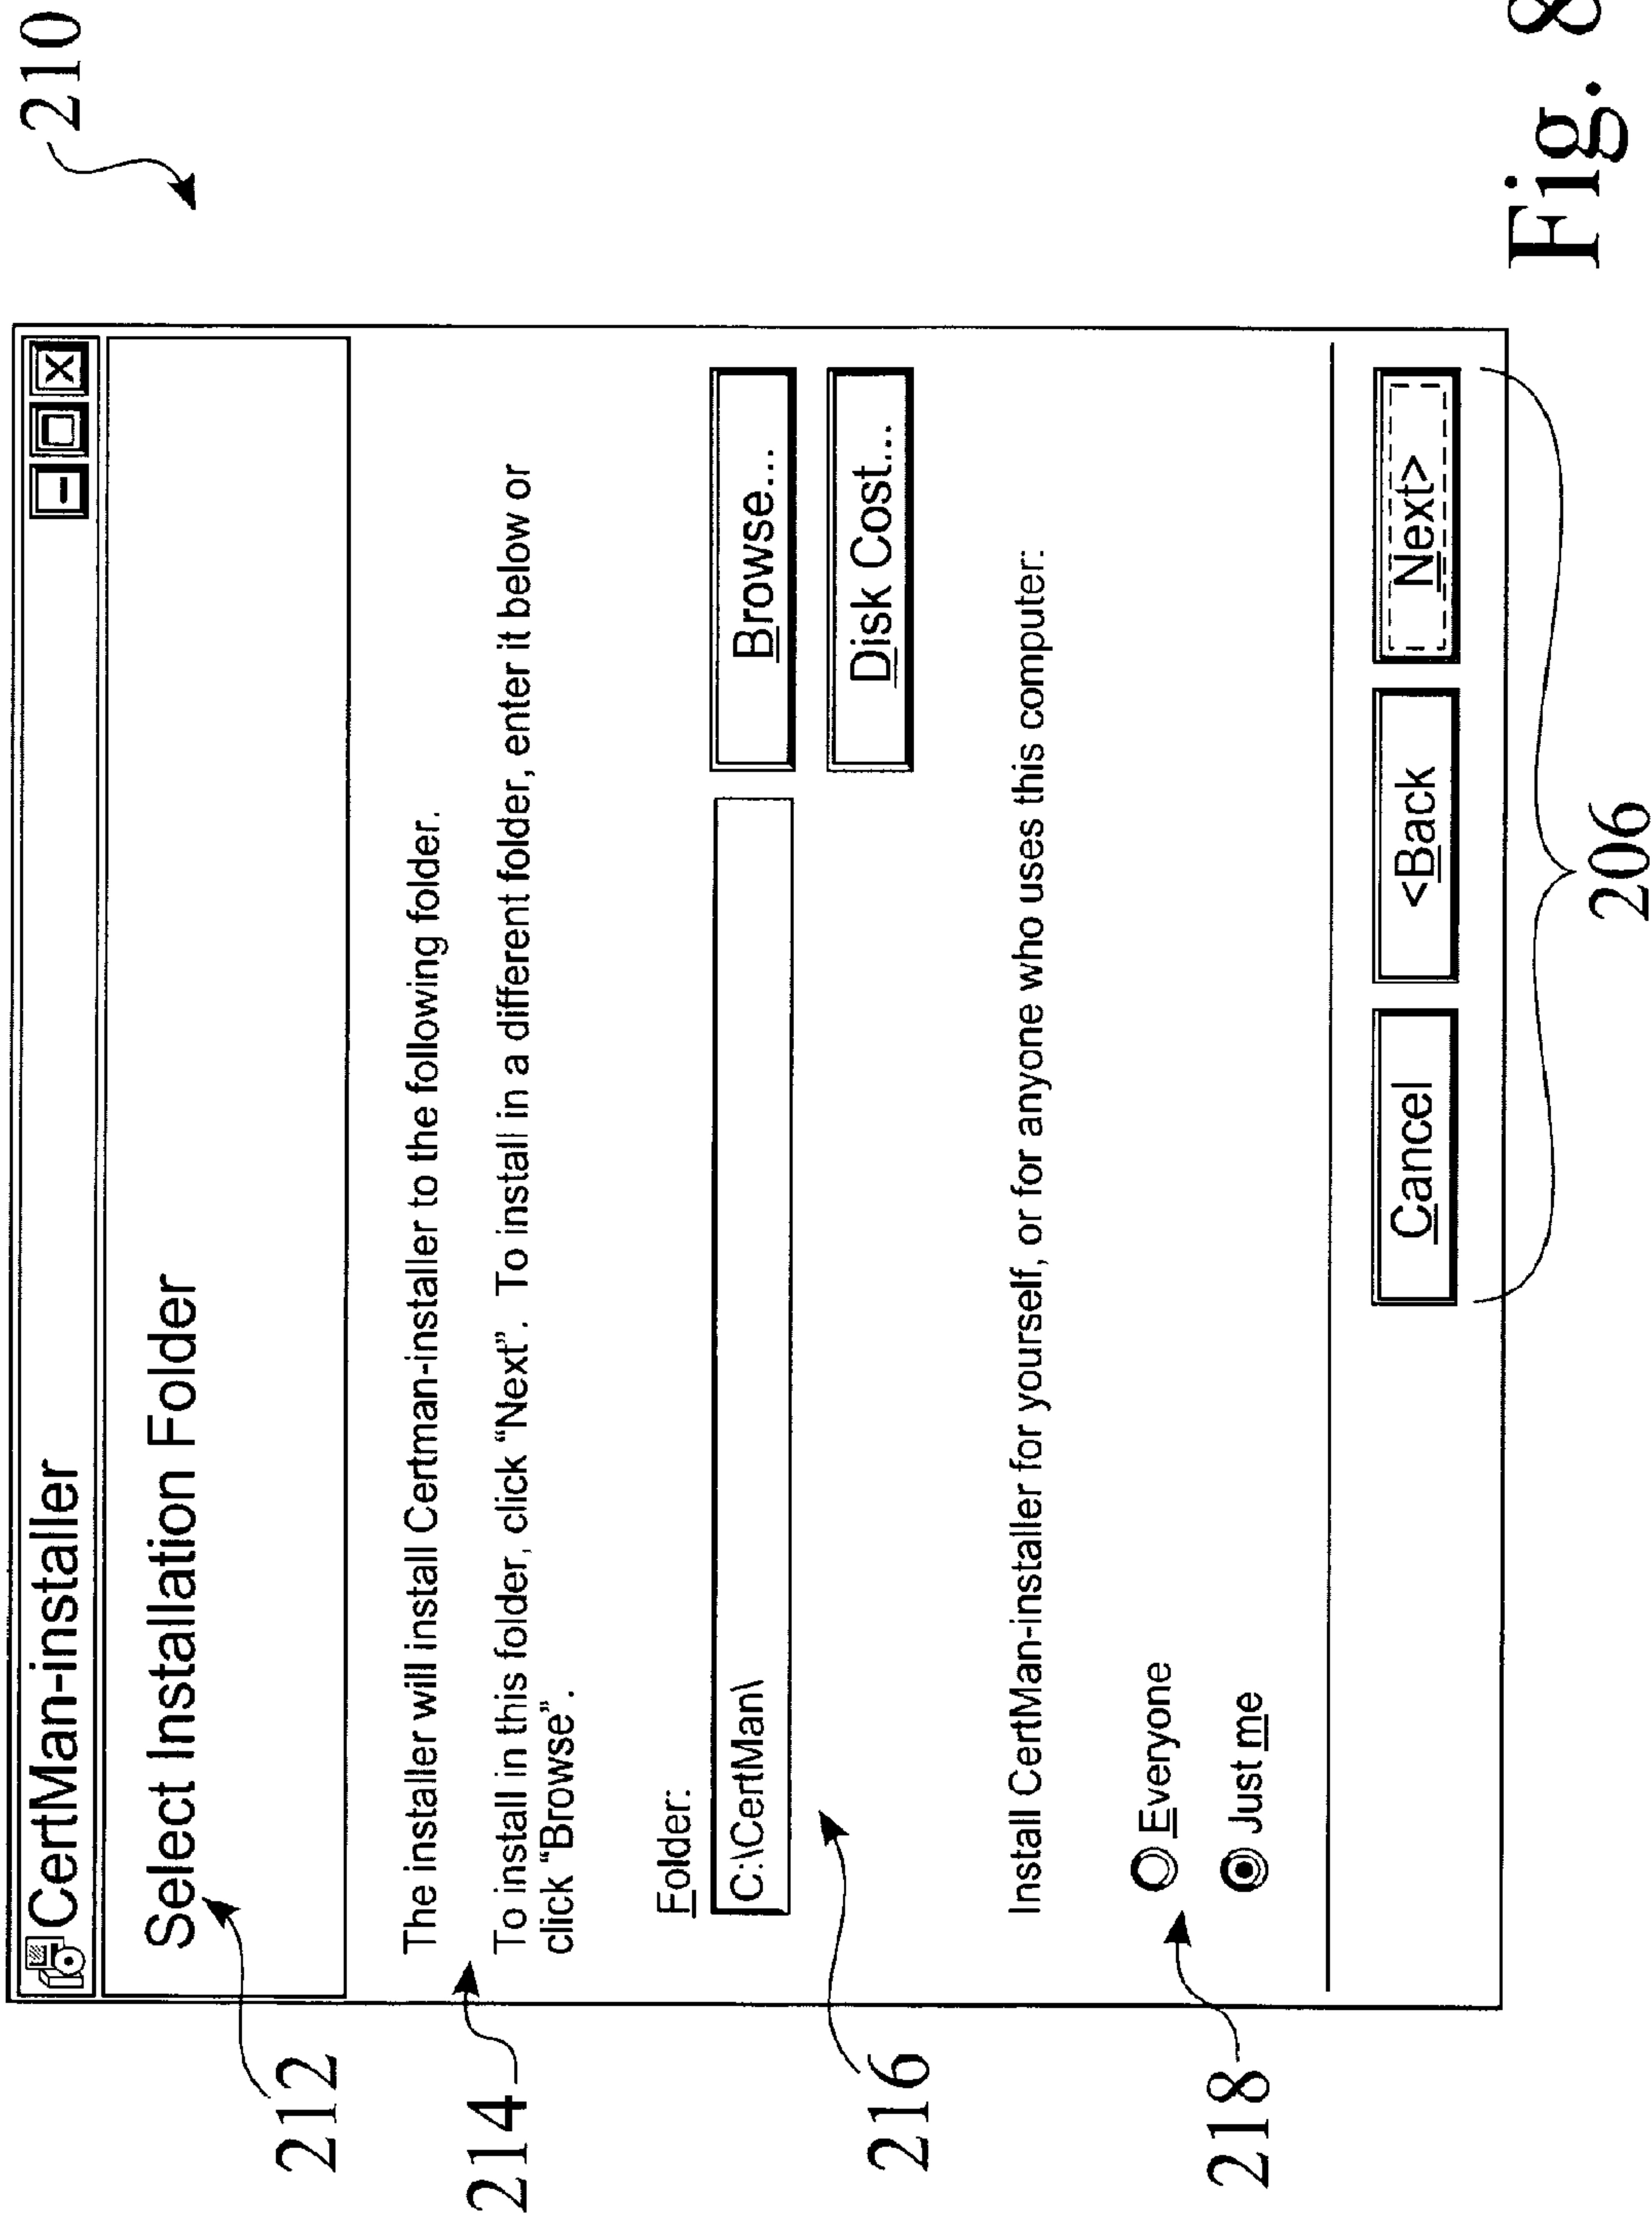 210
CertMan-installer
Select Installation Folder
212
The installer will install Certman-installer to the following folder.
214
To install in this folder, click “Next”. To install in a different folder, enter it below or
click “Browse”.
Folder:
C:\CertMan\
Browse...
216
Disk Cost...
Install CertMan-installer for yourself, or for anyone who uses this computer:
Everyone
218
Just me
Cancel
<Back
Next>
206
Fig. 8